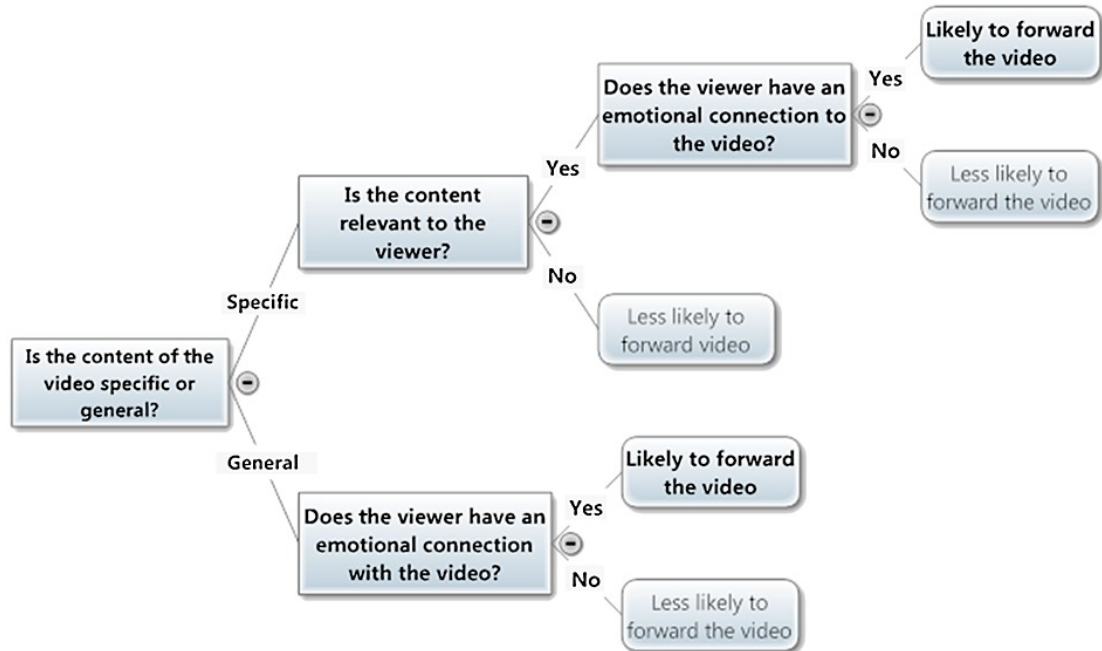 Is the content of the
video specific or
general?
Specific
Is the content
relevant to the
viewer?
Yes
Does the viewer have an
emotional connection to
the video?
Yes
Likely to forward
the video
No
Less likely to
forward the video
No
Less likely to
forward video
General
Does the viewer have an
emotional connection
with the video?
Yes
Likely to forward
the video
No
Less likely to
forward the video